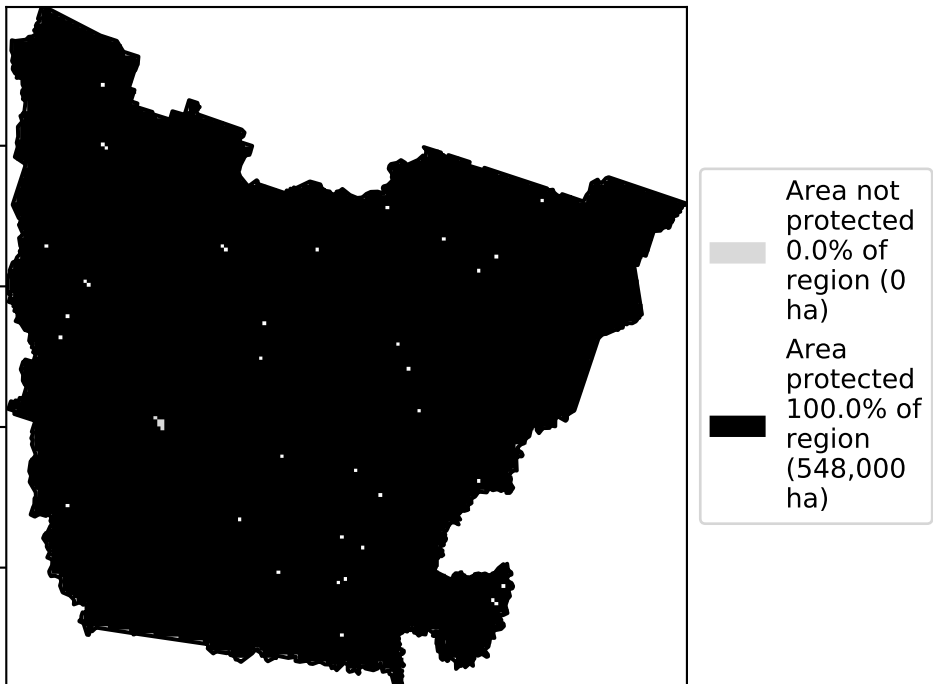 Area not
protected
0.0% of
region (0
ha)
Area
protected
100.0% of
region
(548,000
ha)